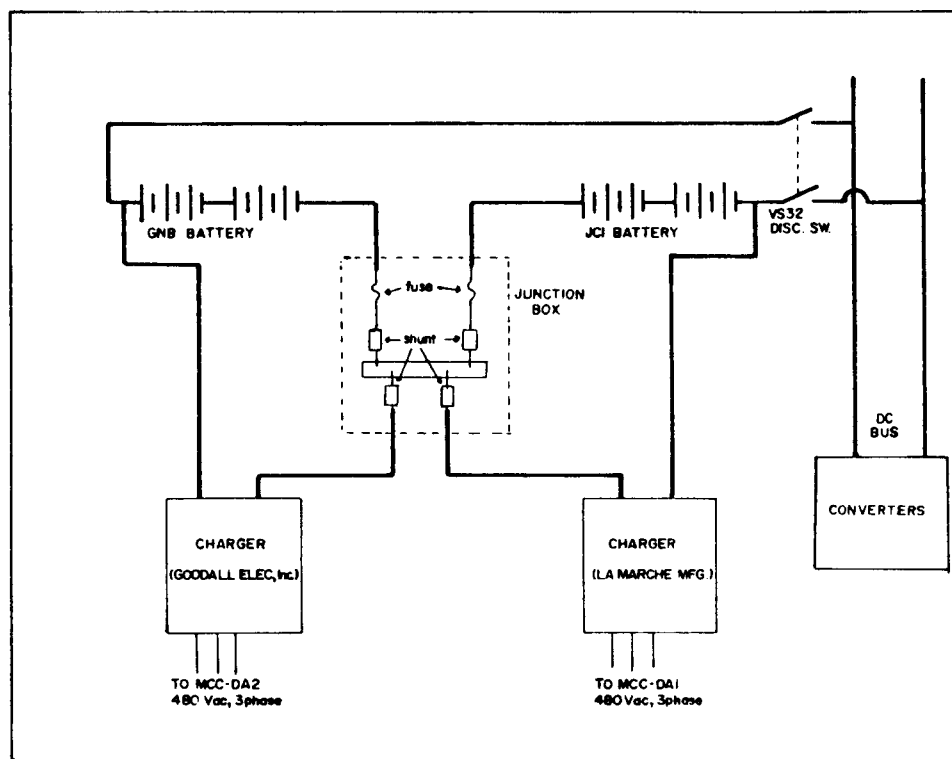 GNB BATTERY
JCI BATTERY
VS32
DISC. SW.
fuse
JUNCTION
BOX
shunt
DC
BUS
CHARGER
(GOODALL ELEC, Inc.)
CHARGER
(LA MARCHE MFG.)
CONVERTERS
TO MCC-DA2
480 Vac, 3phase
TO MCC-DA1
480 Vac, 3phase